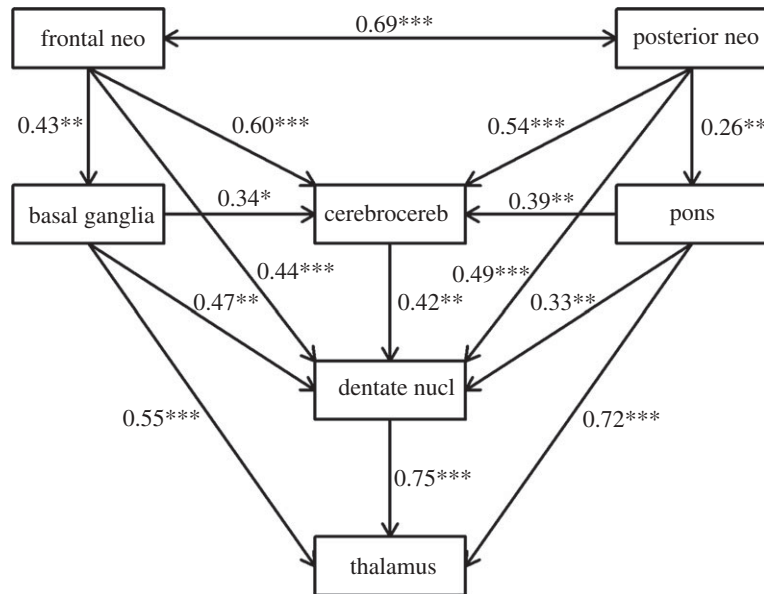 frontal neo
0.69***
posterior neo
0.43**
0.60***
0.54***
0.26**
basal ganglia
0.34*
cerebrocereb
0.39**
pons
0.44***
0.49***
0.47**
0.42**
0.33**
dentate nucl
0.55***
0.72***
0.75***
thalamus